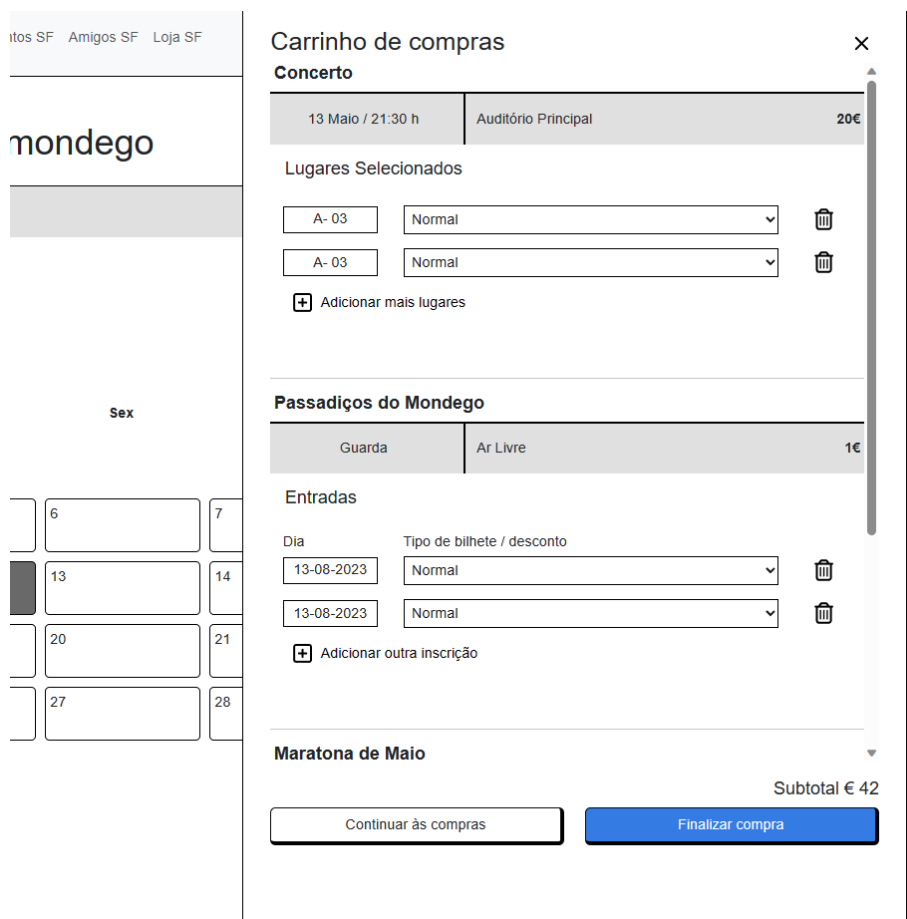 tos SF Amigos SF Loja SF
mondego
Sex
6 7
13 14
20 21
27 28
Carrinho de compras
Concerto
13 Maio / 21:30 h Auditório Principal 20€
Lugares Selecionados
A- 03 Normal
A- 03 Normal
Adicionar mais lugares
Passadiços do Mondego
Guarda Ar Livre 1€
Entradas
Dia Tipo de bilhete / desconto
13-08-2023 Normal
13-08-2023 Normal
Adicionar outra inscrição
Maratona de Maio
Subtotal € 42
Continuar às compras Finalizar compra